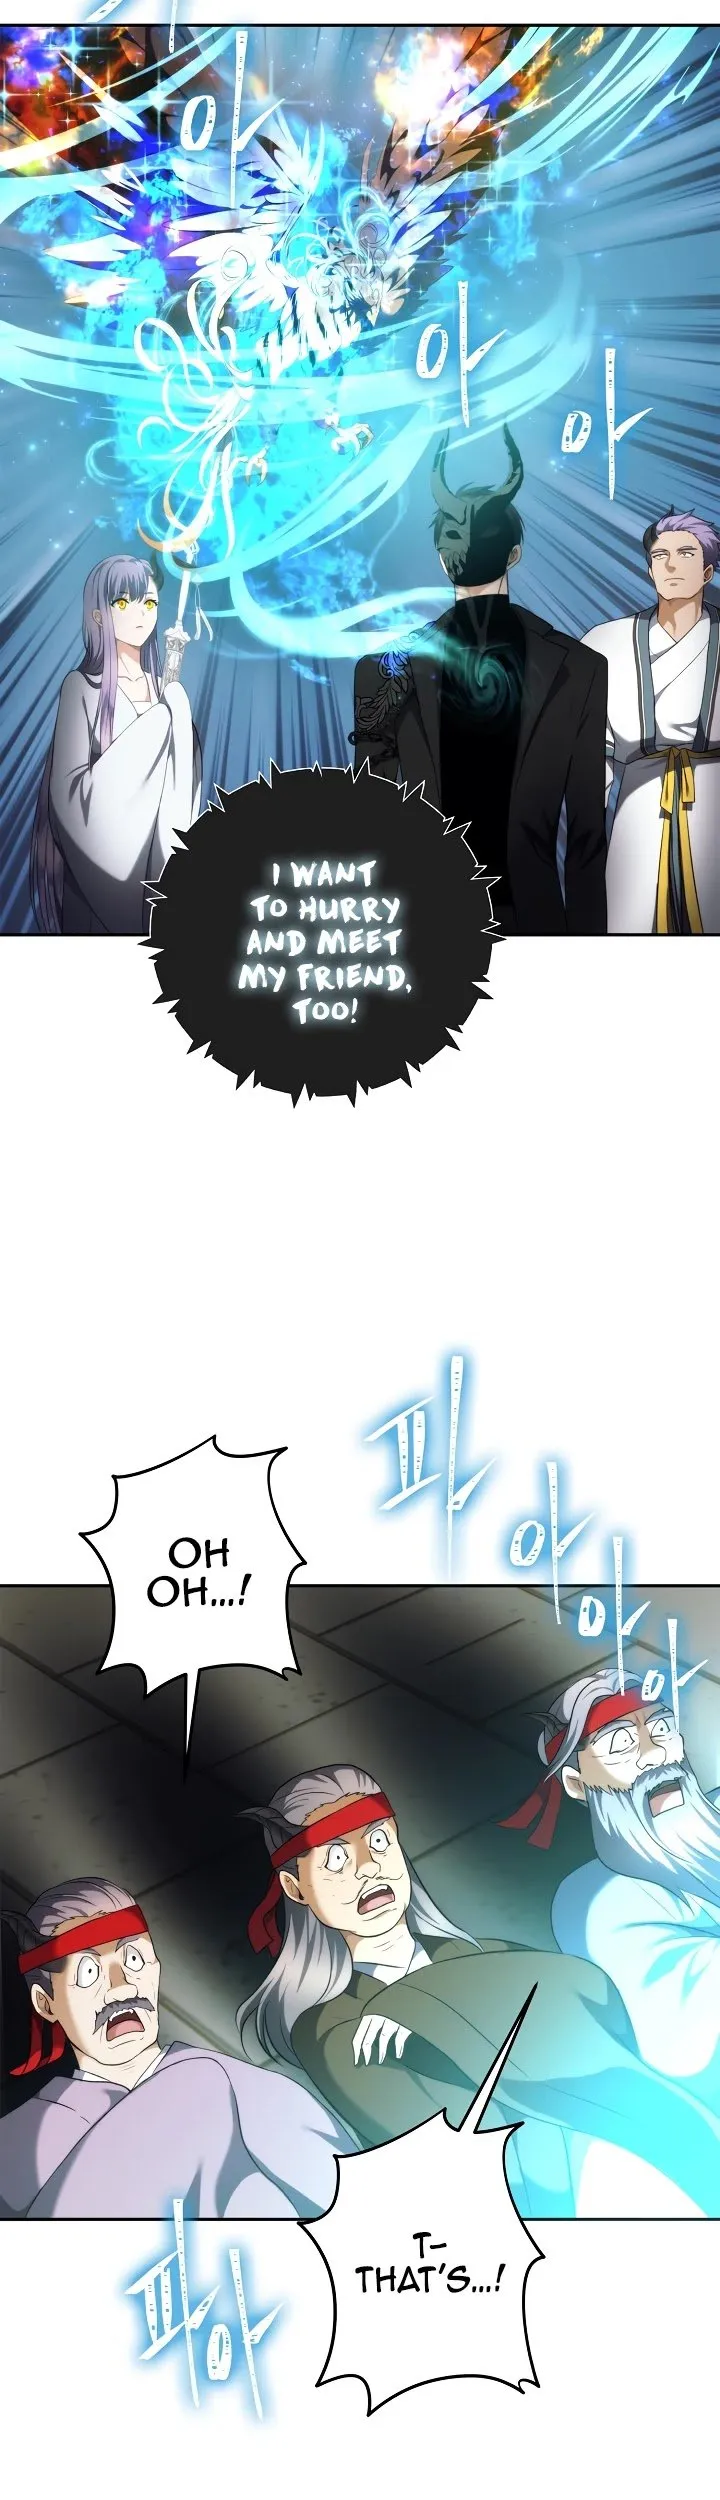 아
아
아
I WANT
TO HURRY
AND MEET
MY FRIEND,
TOO!
파
아
아
아
OH
OH...!
T-
THAT'S...!
파
아